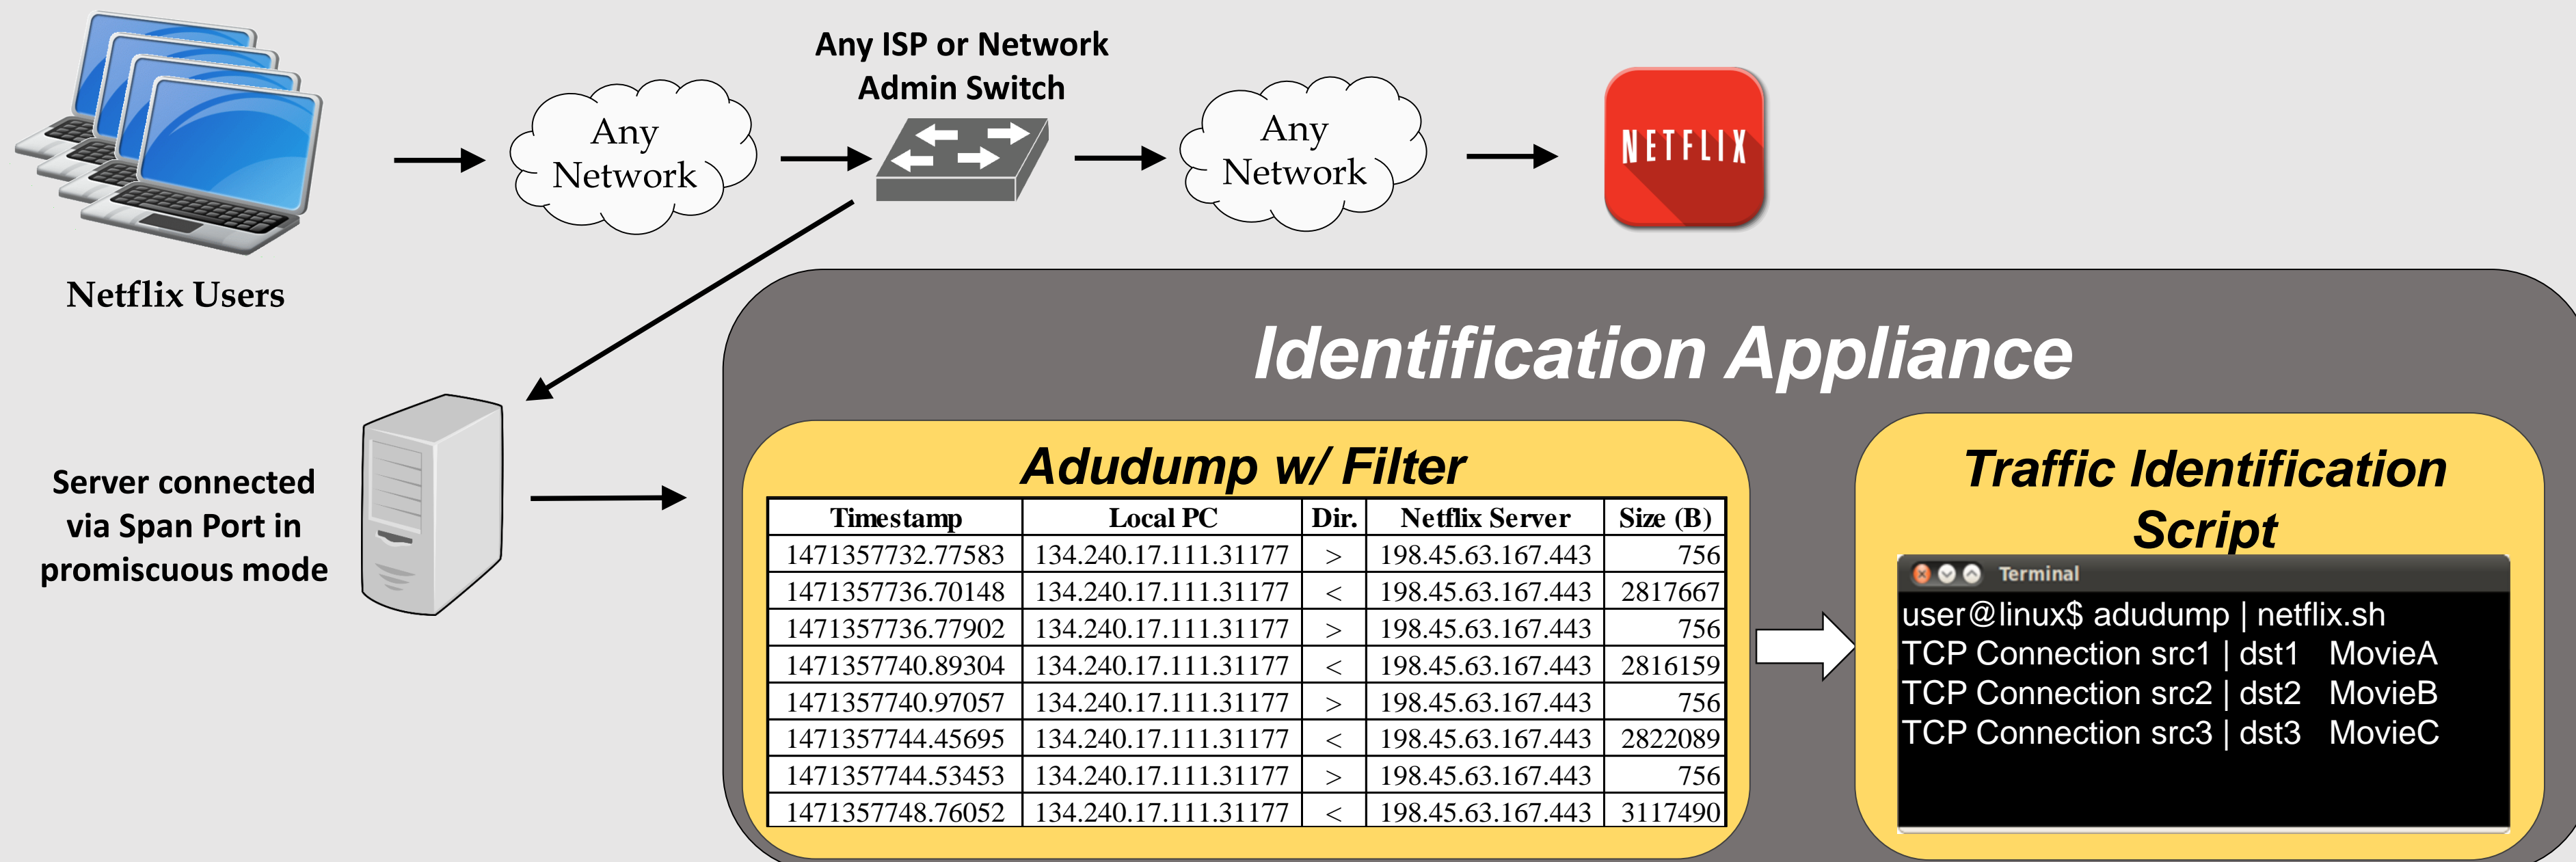 Any ISP or Network
Admin Switch
Any
Network
Any
Network
NETFLIX
Netflix Users
Server connected
via Span Port in
promiscuous mode
Identification Appliance
Adudump w/ Filter
Timestamp Local PC Dir. Netflix Server Size (B)
1471357732.77583 134.240.17.111.31177 > 198.45.63.167.443 756
1471357736.70148 134.240.17.111.31177 < 198.45.63.167.443 2817667
1471357736.77902 134.240.17.111.31177 > 198.45.63.167.443 756
1471357740.89304 134.240.17.111.31177 < 198.45.63.167.443 2816159
1471357740.97057 134.240.17.111.31177 > 198.45.63.167.443 756
1471357744.45695 134.240.17.111.31177 < 198.45.63.167.443 2822089
1471357744.53453 134.240.17.111.31177 > 198.45.63.167.443 756
1471357748.76052 134.240.17.111.31177 < 198.45.63.167.443 3117490
Traffic Identification
Script
Terminal
user@linux$ adudump | netflix.sh
TCP Connection src1 | dst1 MovieA
TCP Connection src2 | dst2 MovieB
TCP Connection src3 | dst3 MovieC